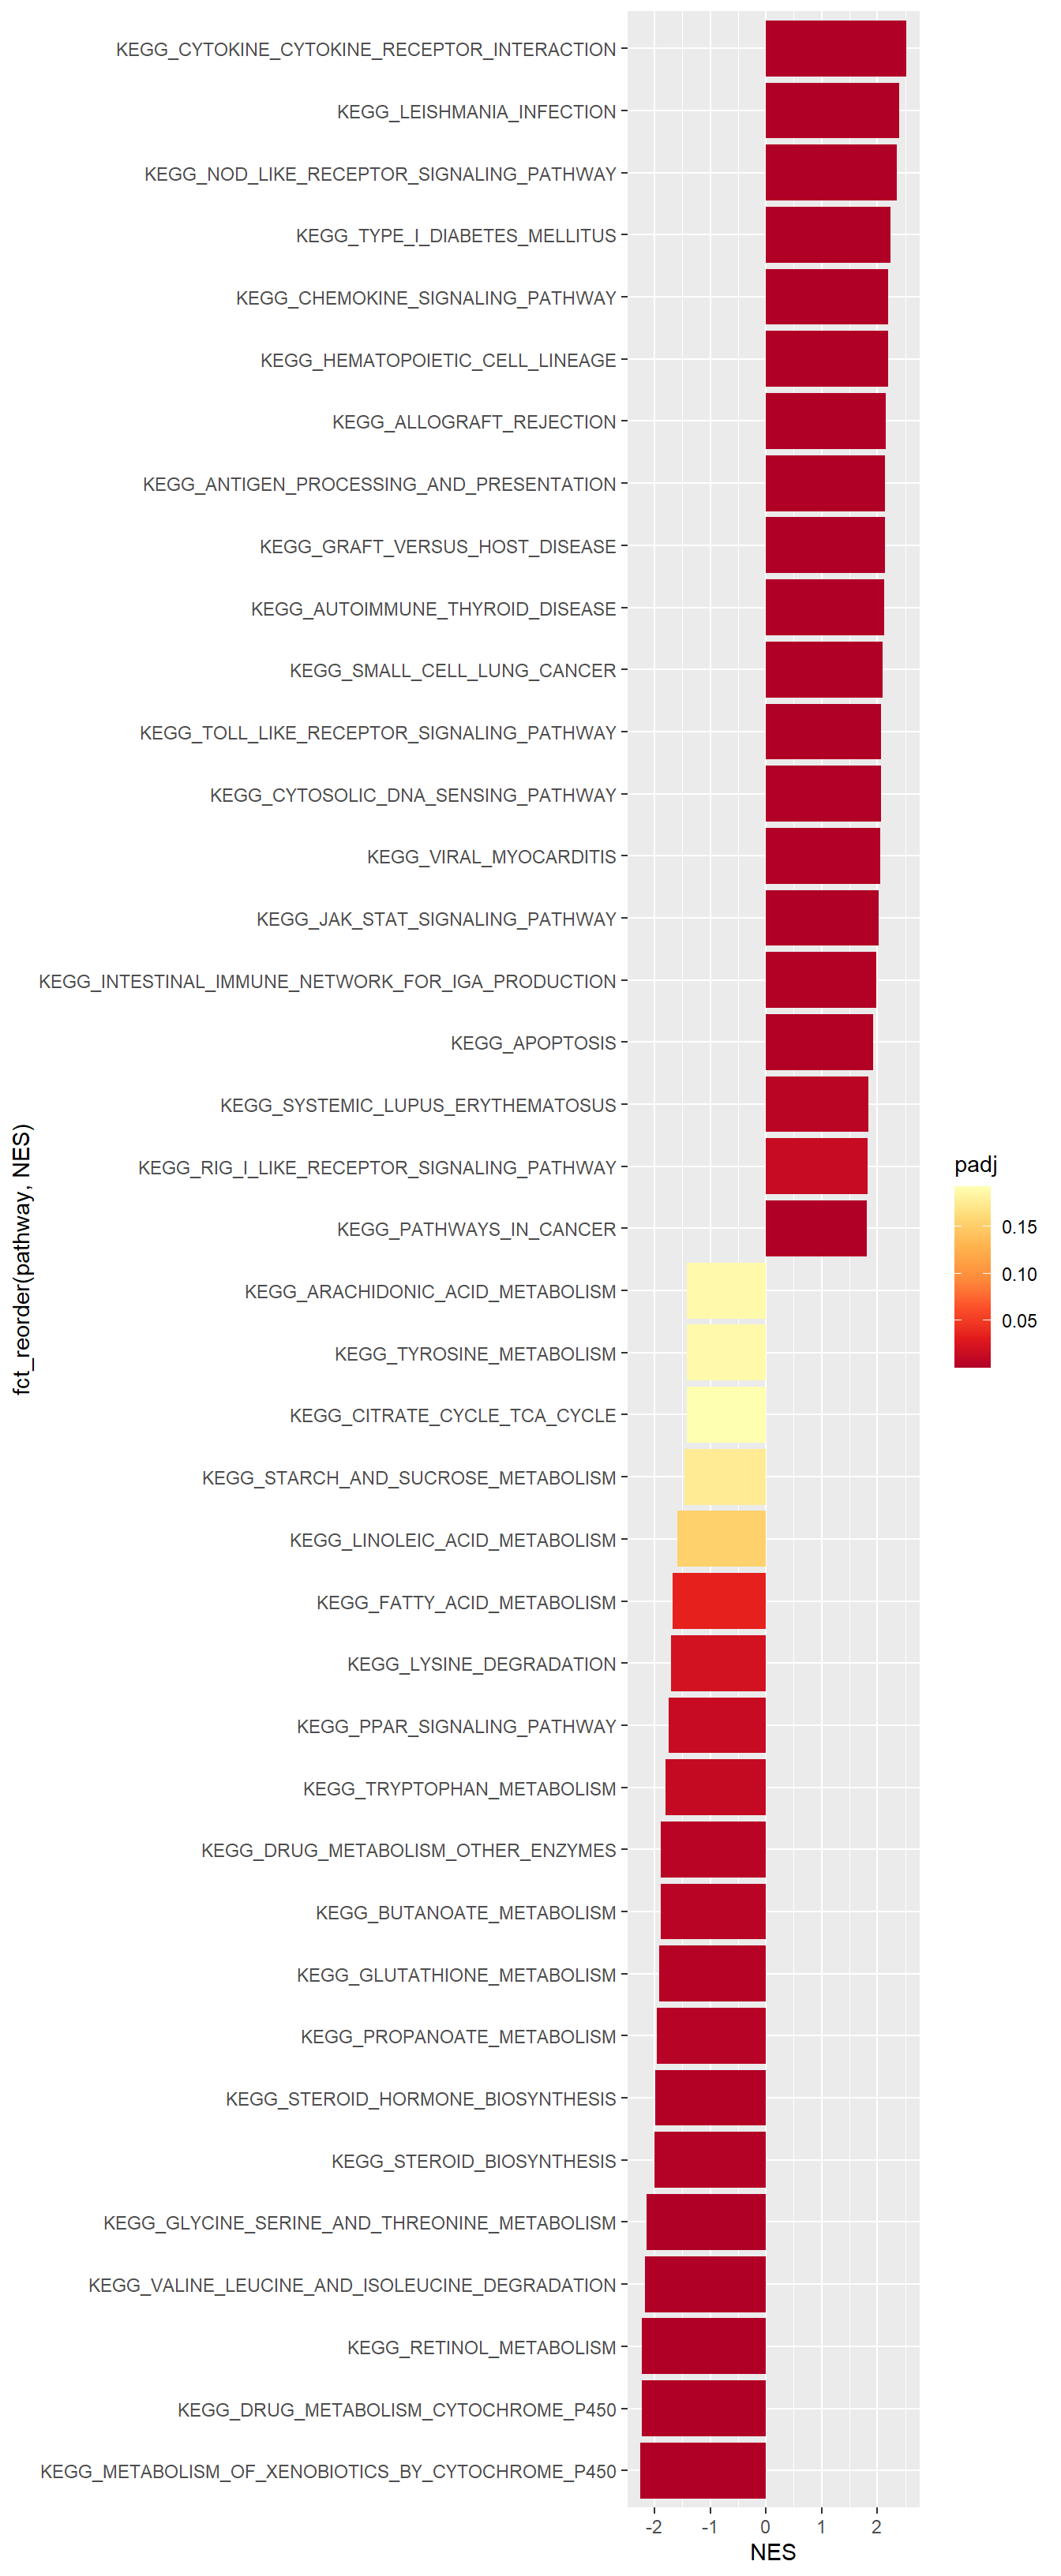 KEGG_CYTOKINE_CYTOKINE_RECEPTOR_INTERACTION
KEGG_LEISHMANIA_INFECTION
KEGG_NOD_LIKE_RECEPTOR_SIGNALING_PATHWAY
KEGG_TYPE_I_DIABETES_MELLITUS
KEGG_CHEMOKINE_SIGNALING_PATHWAY
KEGG_HEMATOPOIETIC_CELL_LINEAGE
KEGG_ALLOGRAFT_REJECTION
KEGG_ANTIGEN_PROCESSING_AND_PRESENTATION
KEGG_GRAFT_VERSUS_HOST_DISEASE
KEGG_AUTOIMMUNE_THYROID_DISEASE
KEGG_SMALL_CELL_LUNG_CANCER
KEGG_TOLL_LIKE_RECEPTOR_SIGNALING_PATHWAY
KEGG_CYTOSOLIC_DNA_SENSING_PATHWAY
KEGG_VIRAL_MYOCARDITIS
KEGG_JAK_STAT_SIGNALING_PATHWAY
KEGG_INTESTINAL_IMMUNE_NETWORK_FOR_IGA_PRODUCTION
KEGG_APOPTOSIS
KEGG_SYSTEMIC_LUPUS_ERYTHEMATOSUS
KEGG_RIG_I_LIKE_RECEPTOR_SIGNALING_PATHWAY
KEGG_PATHWAYS_IN_CANCER
KEGG_ARACHIDONIC_ACID_METABOLISM
KEGG_TYROSINE_METABOLISM
KEGG_CITRATE_CYCLE_TCA_CYCLE
KEGG_STARCH_AND_SUCROSE_METABOLISM
KEGG_LINOLEIC_ACID_METABOLISM
KEGG_FATTY_ACID_METABOLISM
KEGG_LYSINE_DEGRADATION
KEGG_PPAR_SIGNALING_PATHWAY
KEGG_TRYPTOPHAN_METABOLISM
KEGG_DRUG_METABOLISM_OTHER_ENZYMES
KEGG_BUTANOATE_METABOLISM
KEGG_GLUTATHIONE_METABOLISM
KEGG_PROPANOATE_METABOLISM
KEGG_STEROID_HORMONE_BIOSYNTHESIS
KEGG_STEROID_BIOSYNTHESIS
KEGG_GLYCINE_SERINE_AND_THREONINE_METABOLISM
KEGG_VALINE_LEUCINE_AND_ISOLEUCINE_DEGRADATION
KEGG_RETINOL_METABOLISM
KEGG_DRUG_METABOLISM_CYTOCHROME_P450
KEGG_METABOLISM_OF_XENOBIOTICS_BY_CYTOCHROME_P450
fct_reorder(pathway, NES)
-2 -1 0 1 2
NES
padj
0.15
0.10
0.05